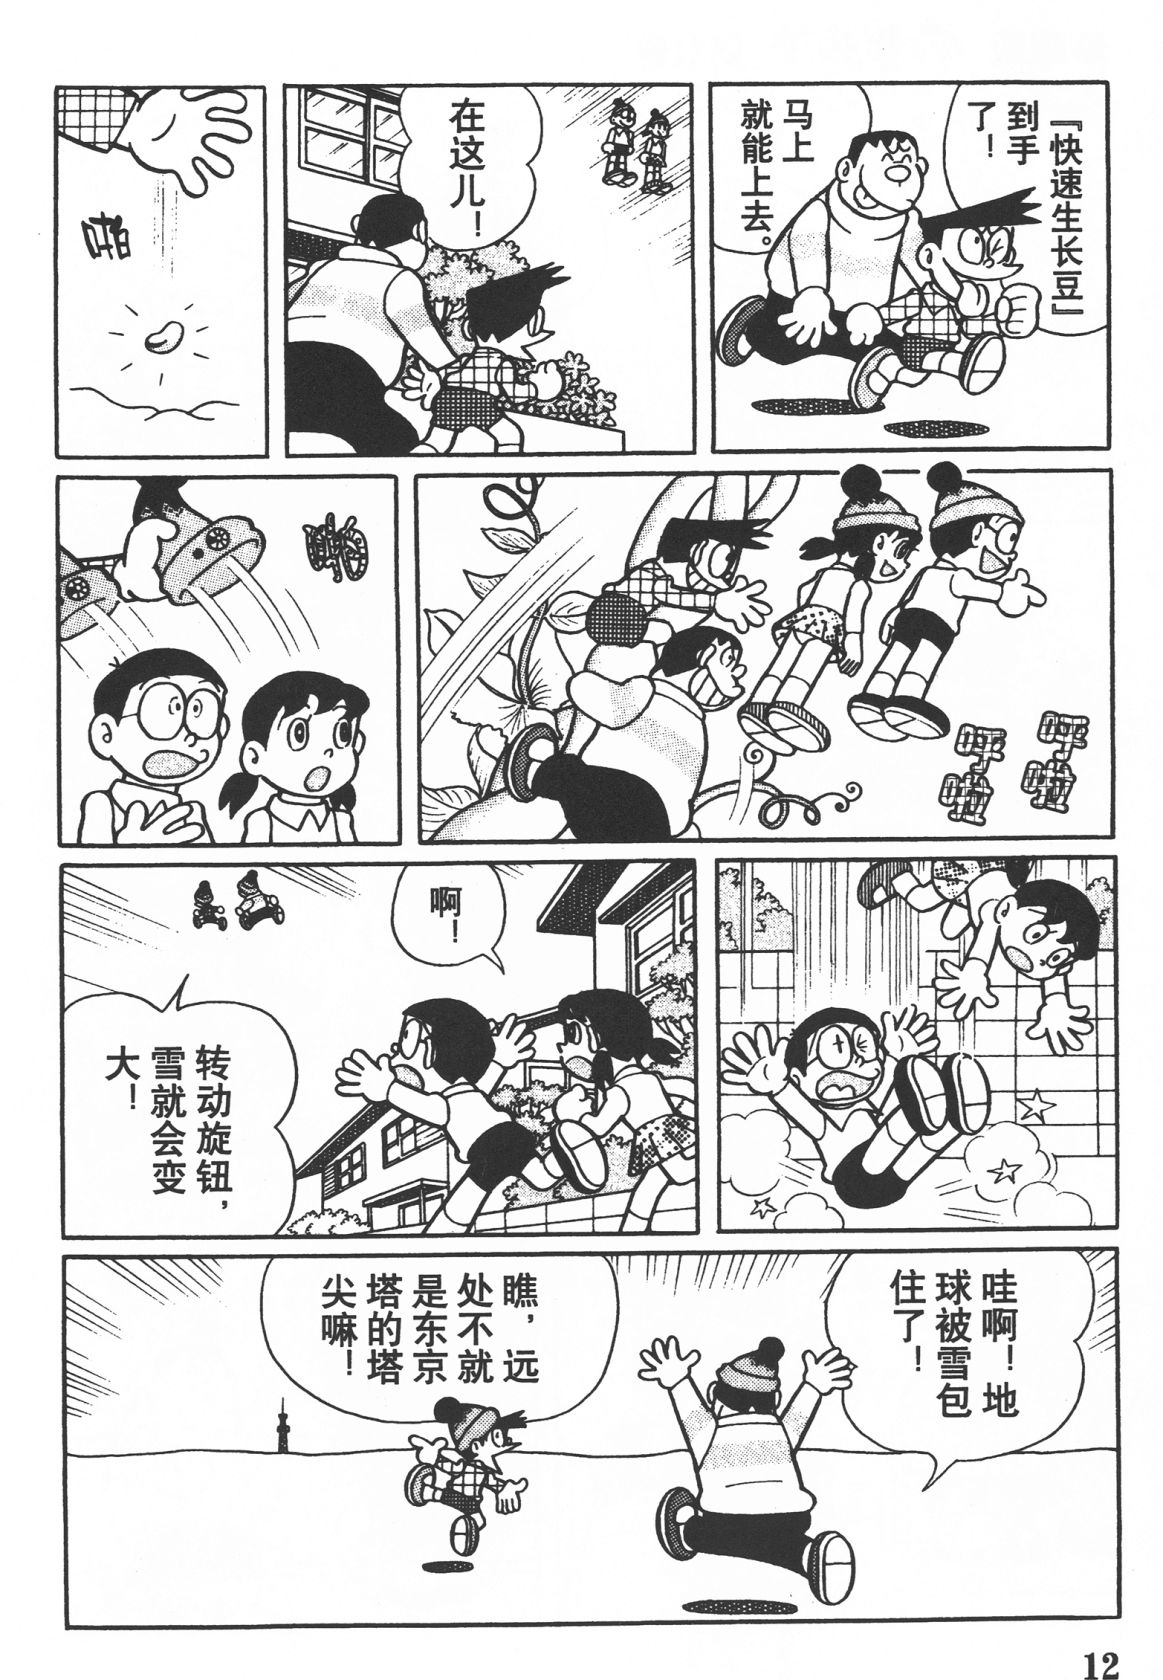 『快速生长豆』
到手
了！
马上
就能上去。
在这儿！
啪
呼啦
呼啦
啊！
转动旋钮，
雪就会变
大！
哇啊！地
球被雪包
住了！
瞧，远
处不就
是东京
塔的塔
尖嘛！
12